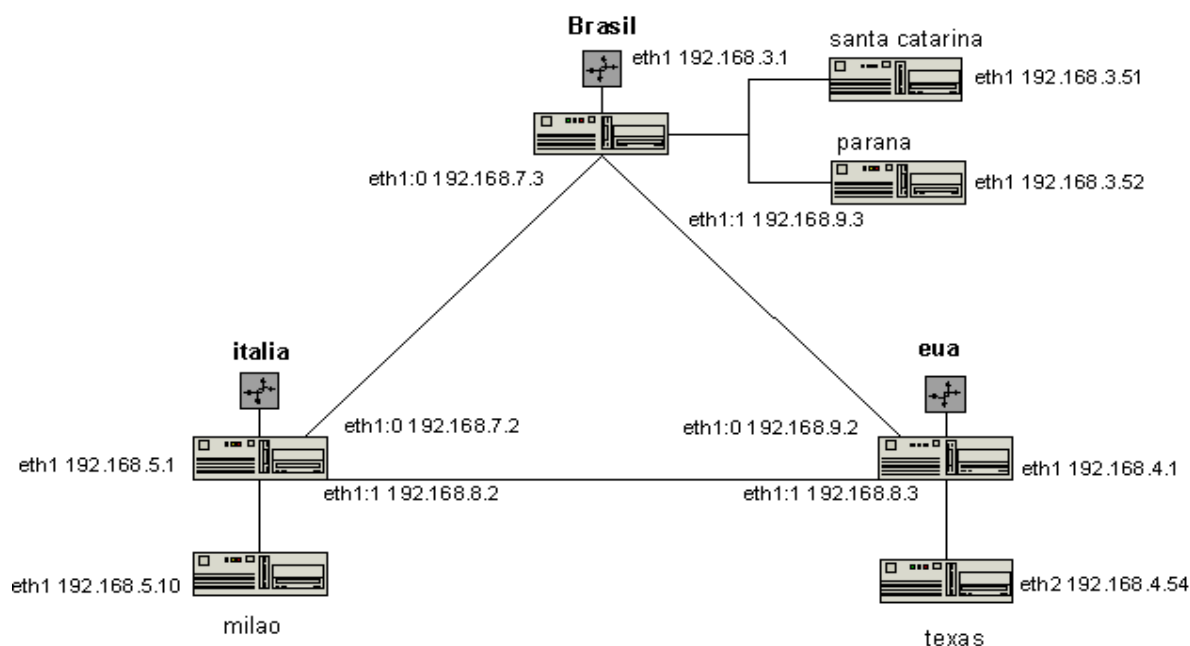 Brasil
eth1 192.168.3.1
santa catarina
eth1 192.168.3.51
parana
eth1 192.168.3.52
eth1:0 192.168.7.3
eth1:1 192.168.9.3
italia
eua
eth1:0 192.168.7.2
eth1:0 192.168.9.2
eth1 192.168.5.1
eth1 192.168.4.1
eth1:1 192.168.8.2
eth1:1 192.168.8.3
eth1 192.168.5.10
eth2 192.168.4.54
milao
texas